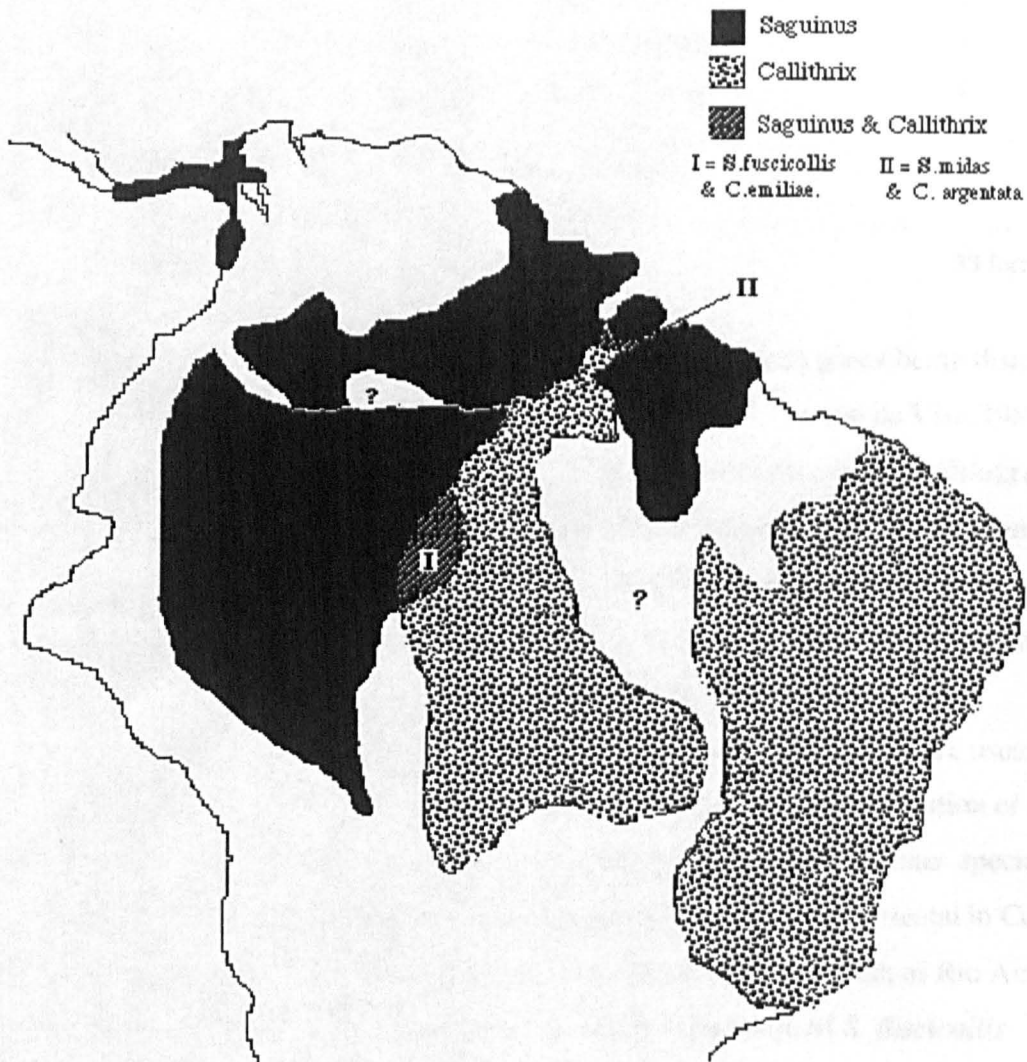 Saguinus
Callithrix
Saguinus & Callithrix
I = S.fuscicollis
& C.emiliae.
II = S.midas
& C. argentata
II
?
I
?